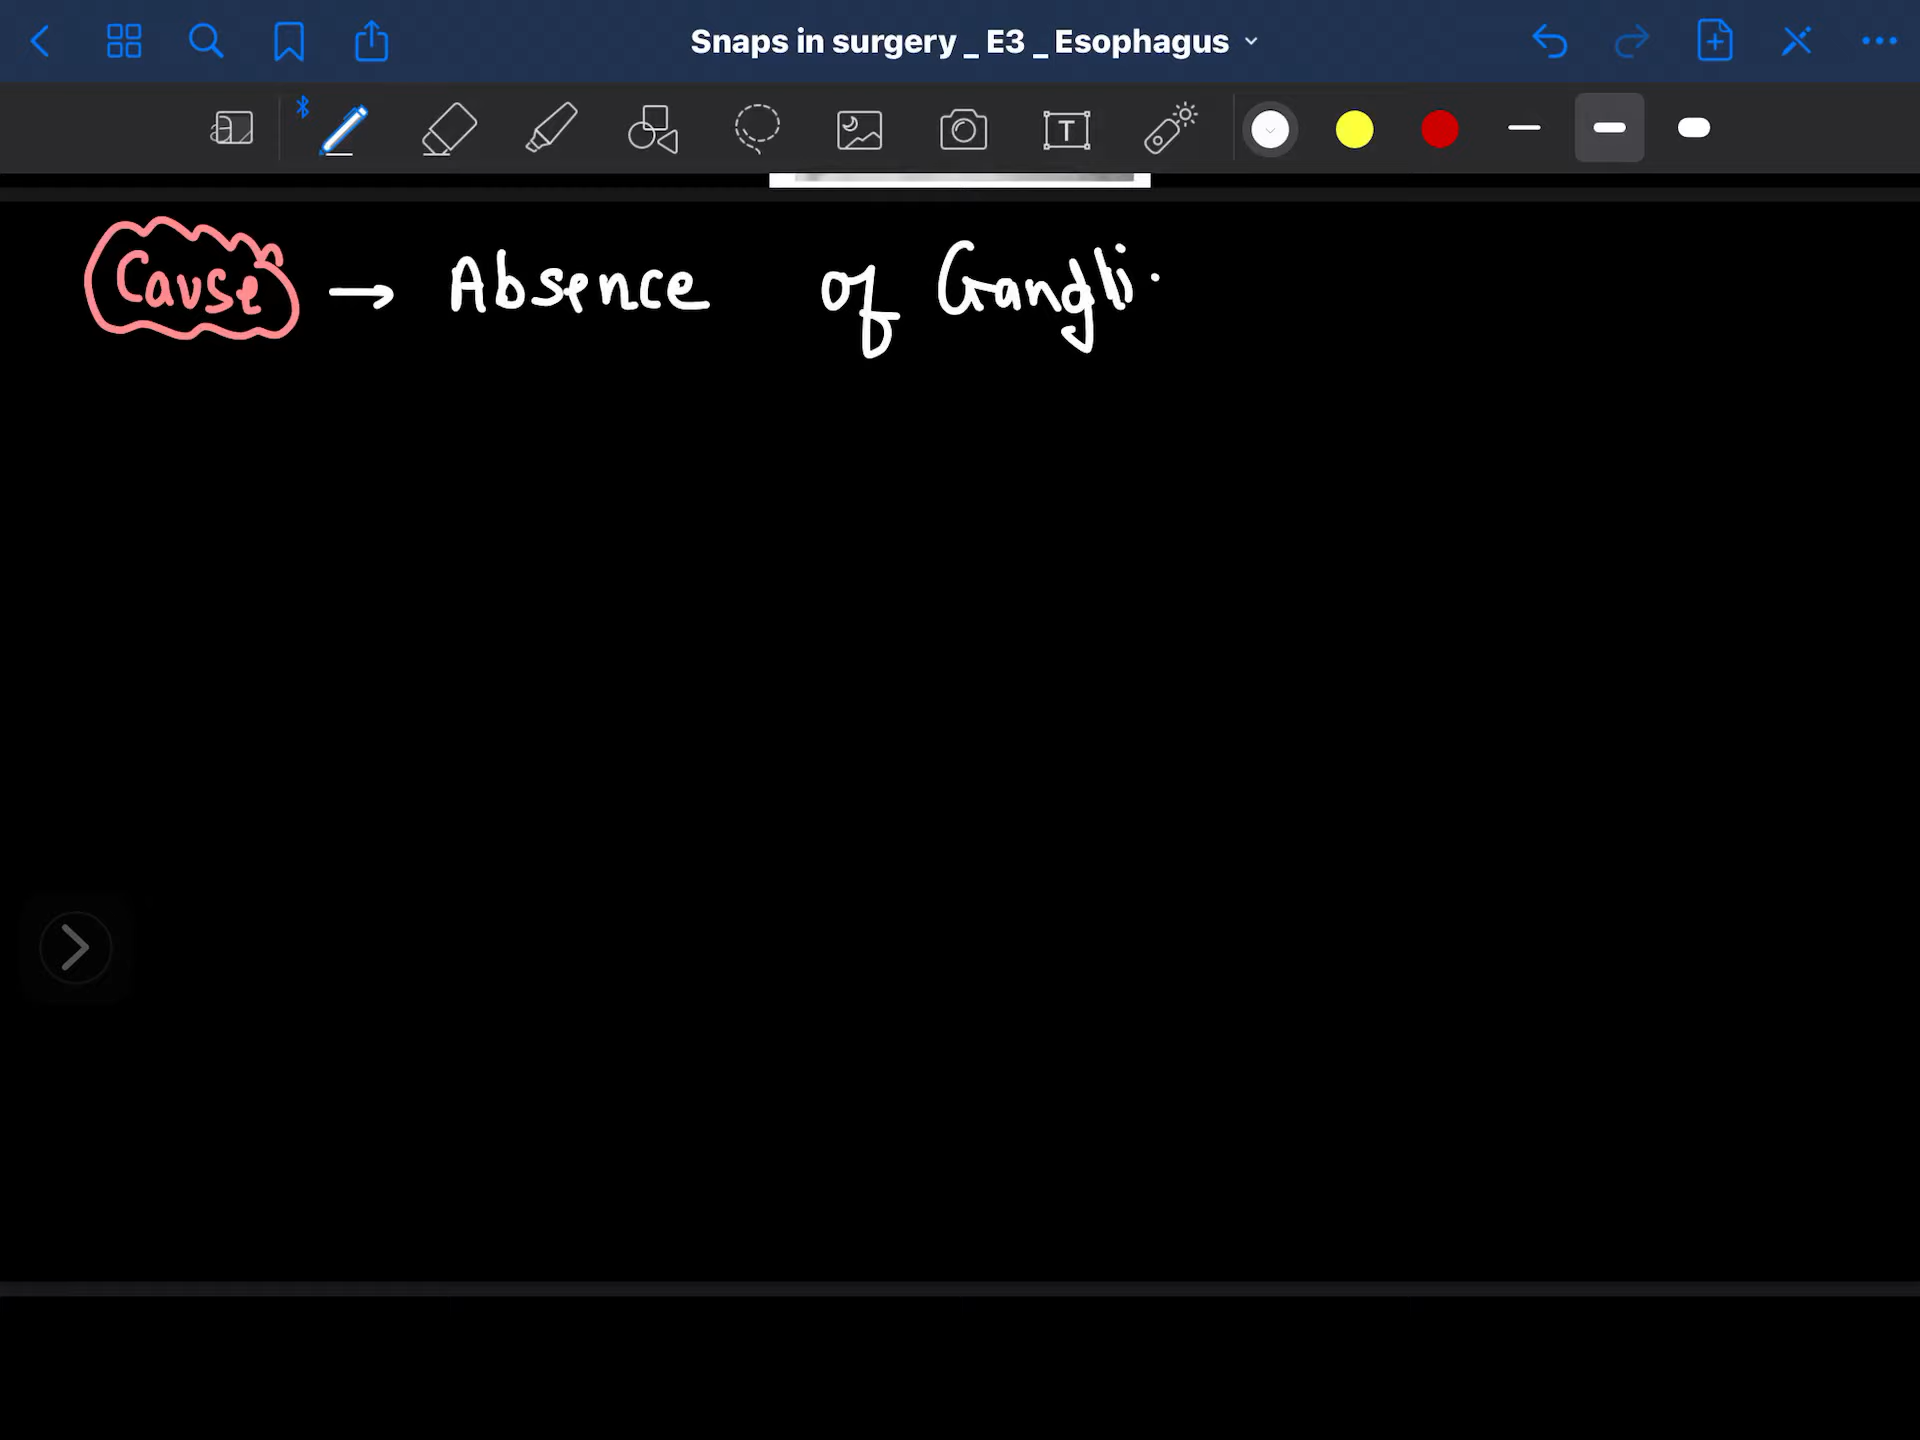 Snaps in surgery _ E3 _ Esophagus
T
Cause → Absence of Gangli